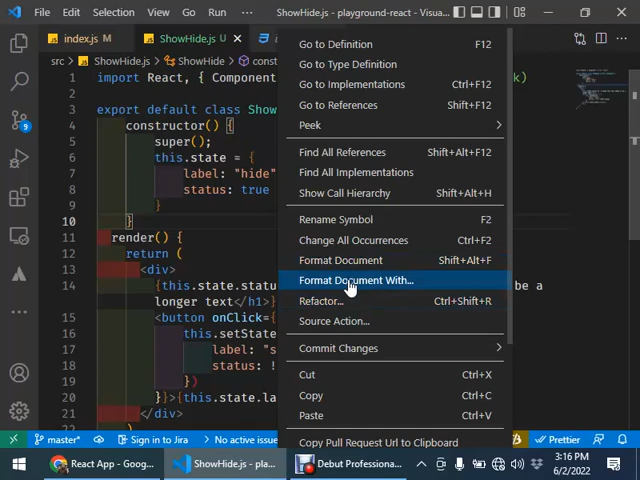 File Edit Selection ··· ShowHide.js - playground-react - Visua...
index.js ShowHide.js
src > ShowHide.js > ShowHide > const
1 import React, { Component
2
3 export default class Sho
4 constructor() {
5 super();
6 this.state = {
7 label: "hide"
8 status: true
9 }
10 }
11 render() {
12 return (
13 <div>
14 {this.state.statu be a
longer text</h1>}
15 <button onClick={
16 this.setState
17 label: "s
18 status: !
19 })
20 }}>{this.state.la
21 </div>
Go to Definition F12
Go to Type Definition
Go to Implementations Ctrl+F12
Go to References Shift+F12
Peek
Find All References Shift+Alt+F12
Find All Implementations
Show Call Hierarchy Shift+Alt+H
Rename Symbol F2
Change All Occurrences Ctrl+F2
Format Document Shift+Alt+F
Format Document With...
Refactor... Ctrl+Shift+R
Source Action...
Commit Changes
Cut Ctrl+X
Copy Ctrl+C
Paste Ctrl+V
Copy Pull Request Url to Clipboard
9
master* Sign in to Jira No active issue Prettier
React App - Goog... ShowHide.js - pla... Debut Professiona... 3:16 PM
6/2/2022